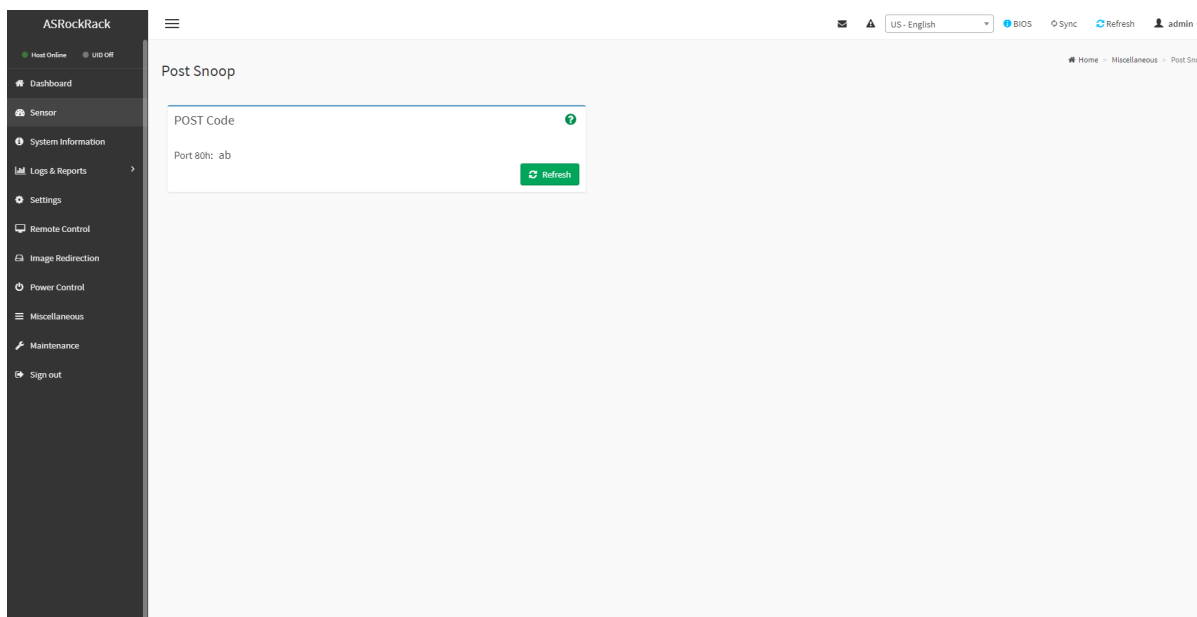 ASRockRack
US - English
BIOS
Sync
Refresh
admin
Host Online
UID Off
Home > Miscellaneous > Post Sn
Post Snoop
Dashboard
Sensor
System Information
Logs & Reports
Settings
Remote Control
Image Redirection
Power Control
Miscellaneous
Maintenance
Sign out
POST Code
Port 80h: ab
Refresh